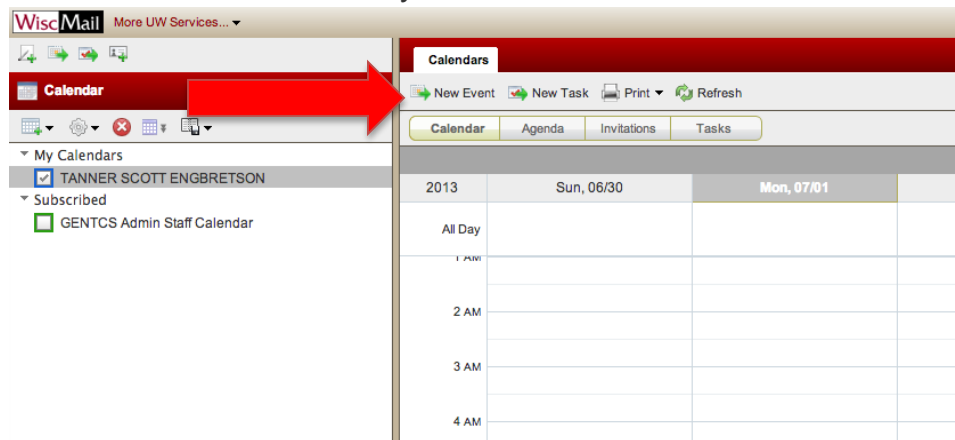 WiscMail More UW Services...
Calendars
Calendar
New Event New Task Print Refresh
Calendar Agenda Invitations Tasks
My Calendars
TANNER SCOTT ENGBRETSON
Subscribed
GENTCS Admin Staff Calendar
2013 Sun, 06/30 Mon, 07/01
All Day
1 AM
2 AM
3 AM
4 AM